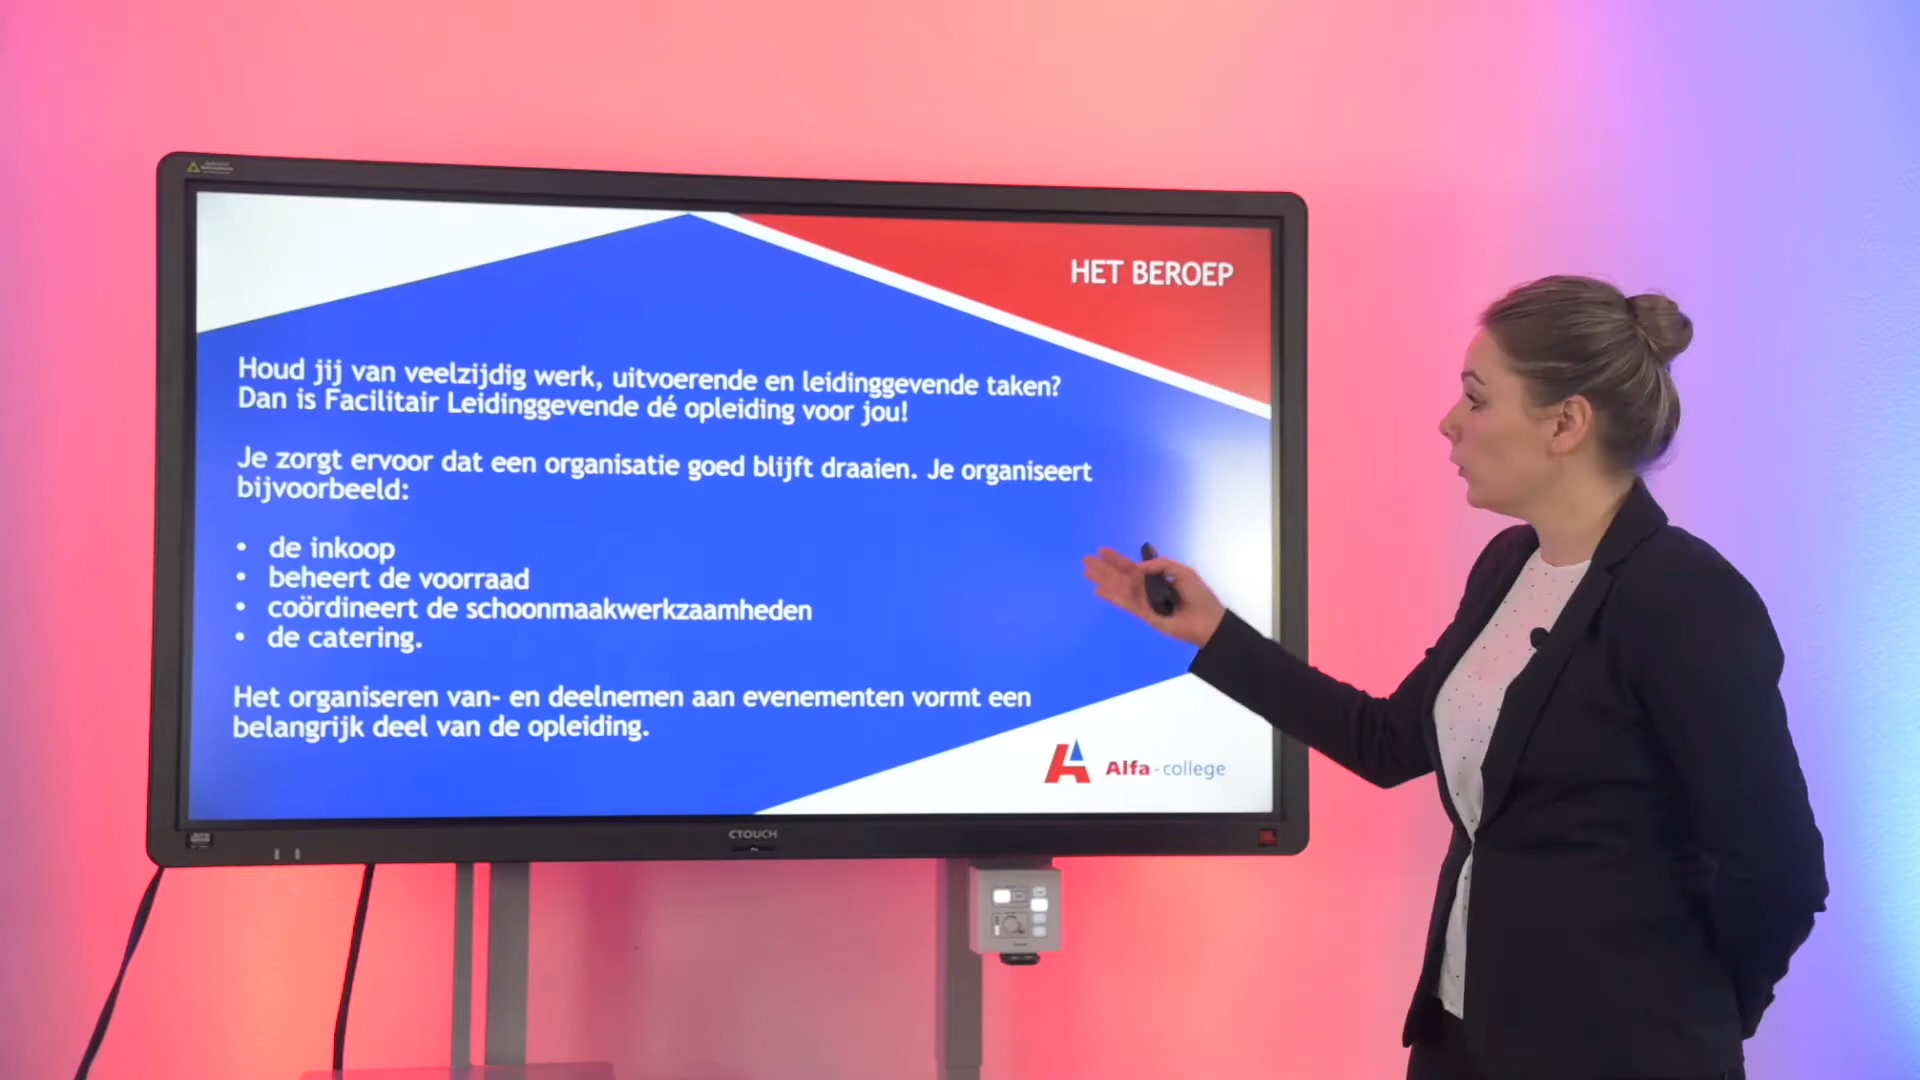 HET BEROEP
Houd jij van veelzijdig werk, uitvoerende en leidinggevende taken?
Dan is Facilitair Leidinggevende dé opleiding voor jou!
Je zorgt ervoor dat een organisatie goed blijft draaien. Je organiseert
bijvoorbeeld:
• de inkoop
• beheert de voorraad
• coördineert de schoonmaakwerkzaamheden
• de catering.
Het organiseren van- en deelnemen aan evenementen vormt een
belangrijk deel van de opleiding.
Alfa-college
CTOUCH